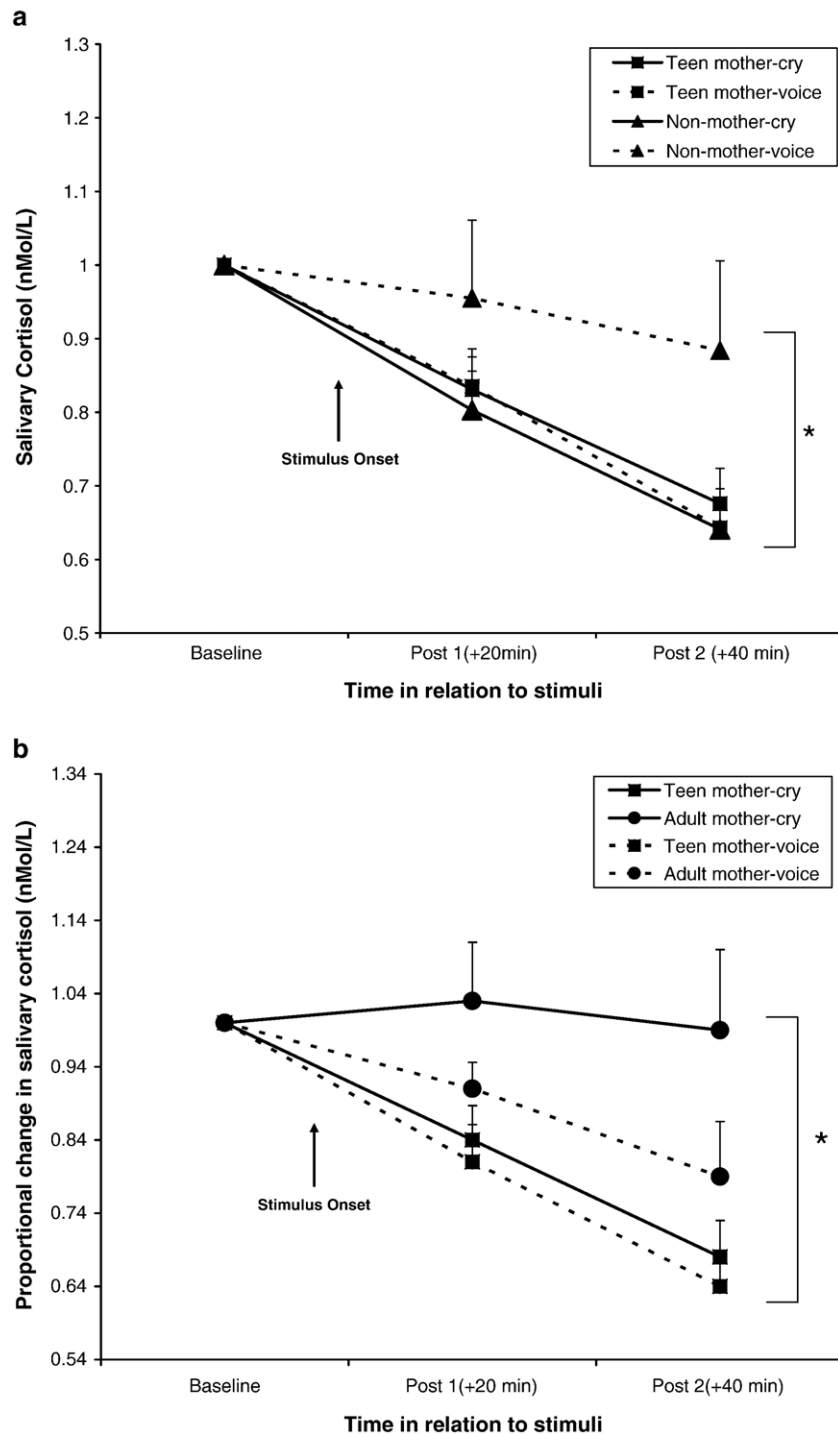 a
1.3
Teen mother-cry
Teen mother-voice
Non-mother-cry
Non-mother-voice
1.2
1.1
1
0.9
0.8
0.7
0.6
0.5
Salivary Cortisol (nMol/L)
Stimulus Onset
*
Baseline
Post 1(+20min)
Post 2 (+40 min)
Time in relation to stimuli
b
1.34
Teen mother-cry
Adult mother-cry
Teen mother-voice
Adult mother-voice
1.24
1.14
1.04
0.94
0.84
0.74
0.64
0.54
Proportional change in salivary cortisol (nMol/L)
Stimulus Onset
*
Baseline
Post 1(+20 min)
Post 2(+40 min)
Time in relation to stimuli